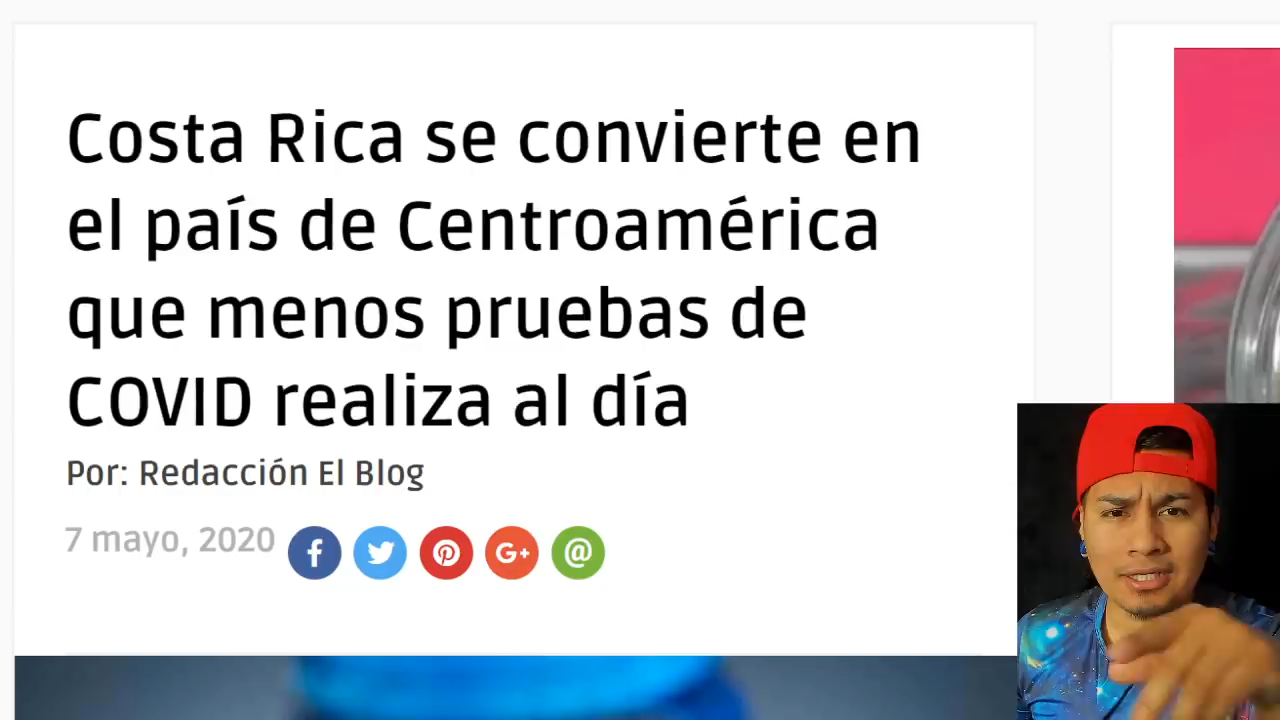 Costa Rica se convierte en
el país de Centroamérica
que menos pruebas de
COVID realiza al día
Por: Redacción El Blog
7 mayo, 2020